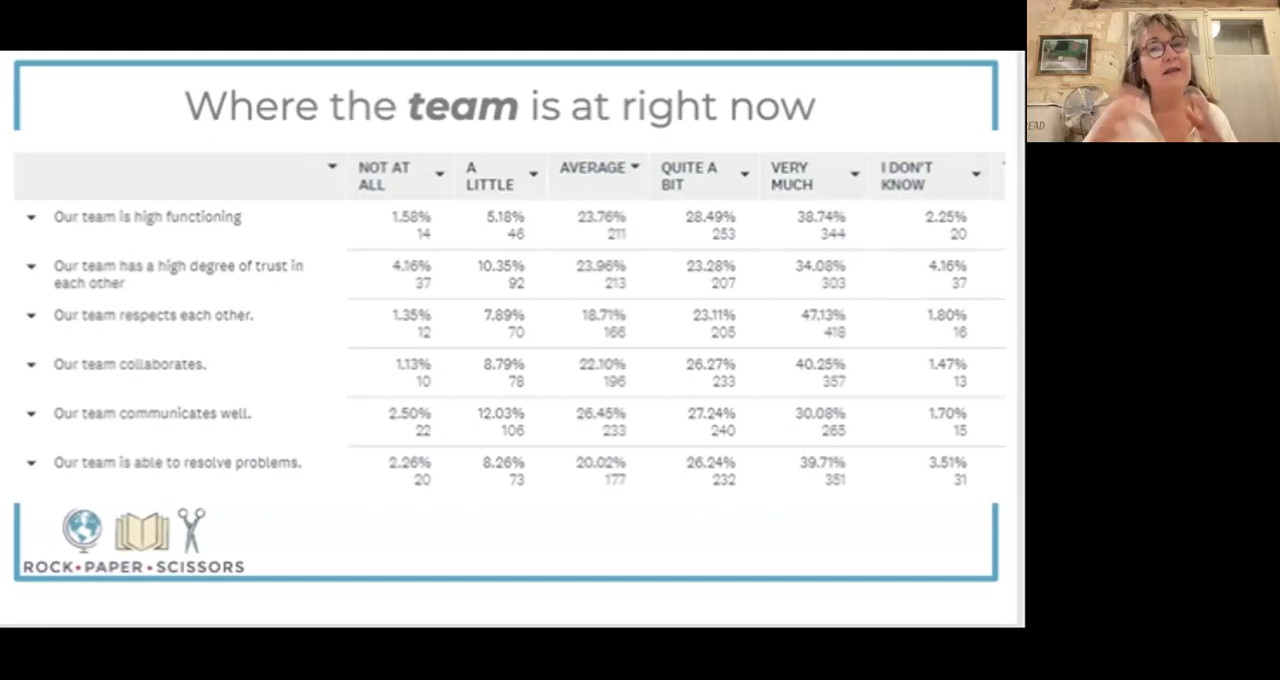 Where the team is at right now
NOT AT ALL
A LITTLE
AVERAGE
QUITE A BIT
VERY MUCH
I DON'T KNOW
Our team is high functioning
1.58% 5.18% 23.76% 28.49% 38.74% 2.25%
14 46 211 253 344 20
Our team has a high degree of trust in
each other
4.16% 10.35% 23.96% 23.28% 34.08% 4.16%
37 92 213 207 303 37
Our team respects each other.
1.35% 7.89% 18.71% 23.11% 47.13% 1.80%
12 70 166 205 418 16
Our team collaborates.
1.13% 8.79% 22.10% 26.27% 40.25% 1.47%
10 78 196 233 357 13
Our team communicates well.
2.50% 12.03% 26.45% 27.24% 30.08% 1.70%
22 106 233 240 265 15
Our team is able to resolve problems.
2.26% 8.26% 20.02% 26.24% 39.71% 3.51%
20 73 177 232 351 31
ROCK•PAPER•SCISSORS